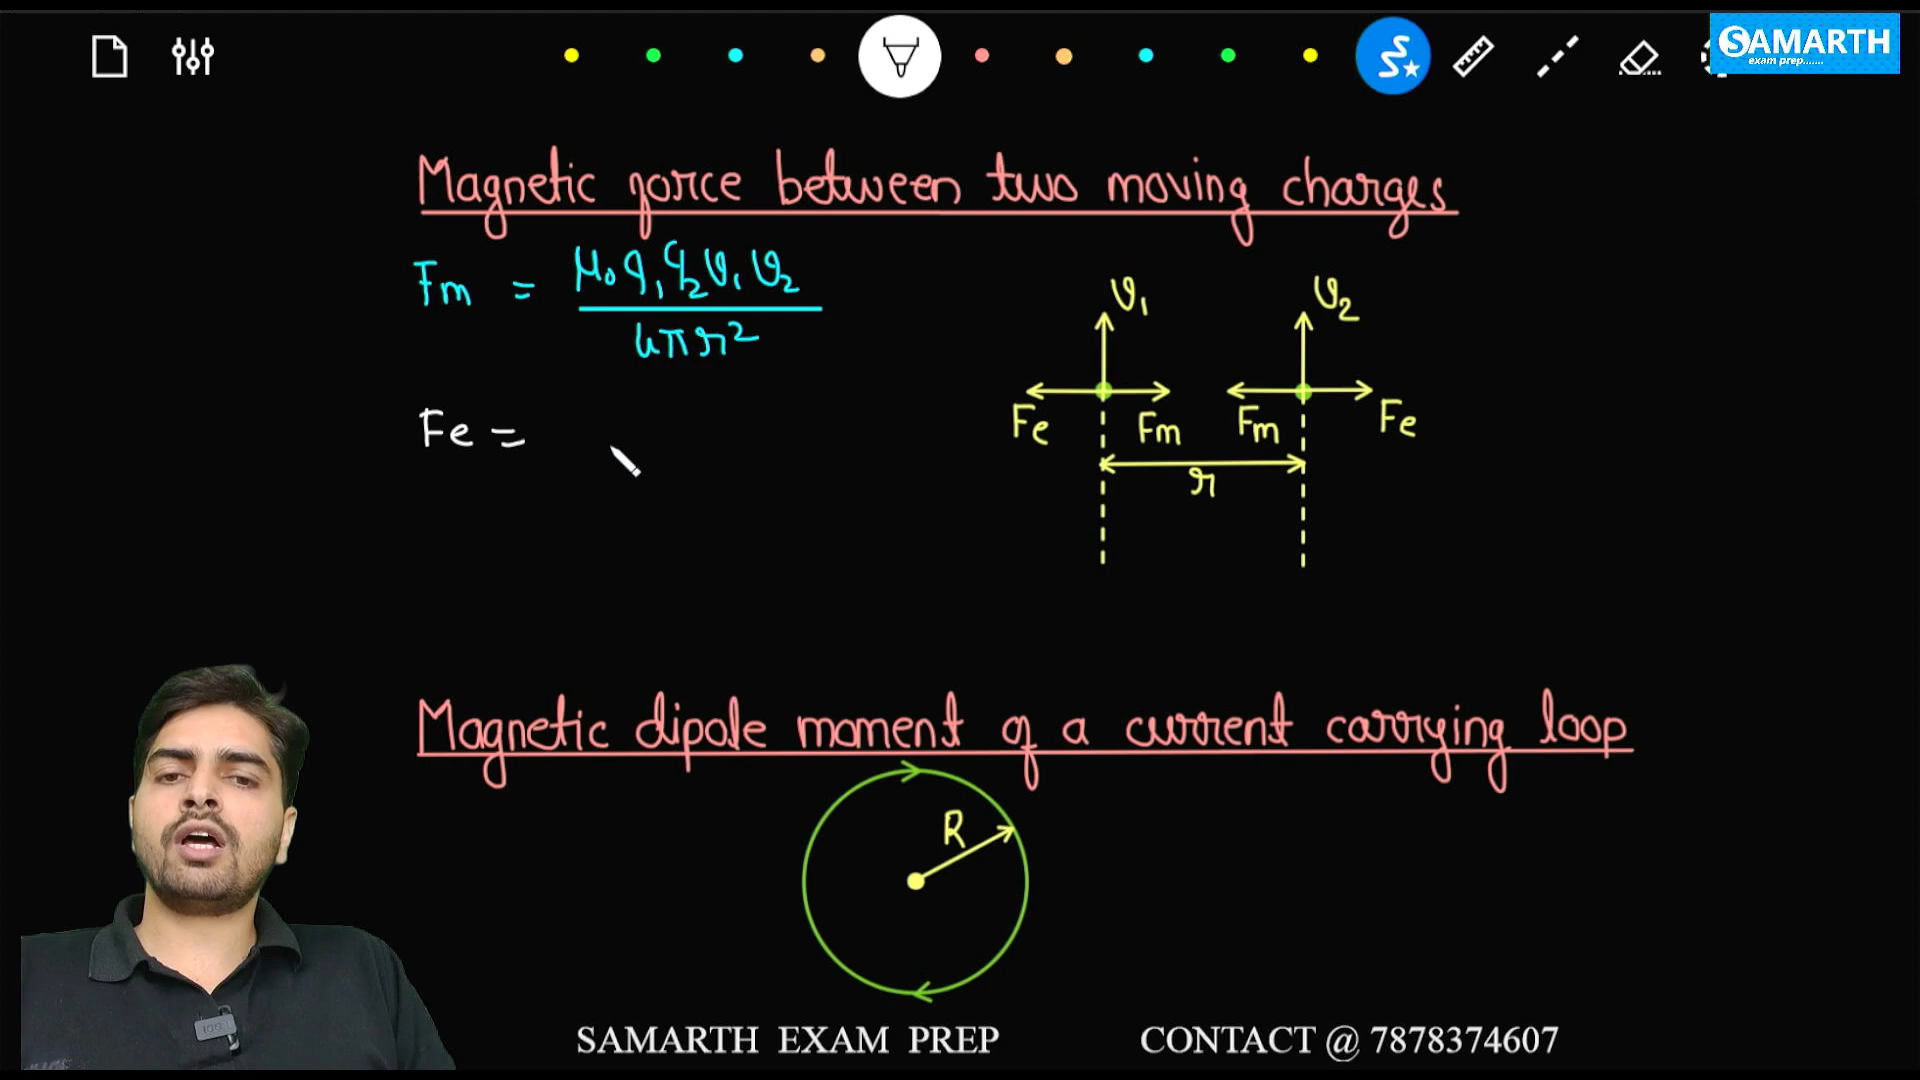 SAMARTH
exam prep.......
Magnetic force between two moving charges
Fm = μ₀q₁q₂v₁v₂
4πr²
v₁ v₂
Fe =
Fe Fm Fm Fe
r
Magnetic dipole moment of a current carrying loop
R
SAMARTH EXAM PREP CONTACT @ 7878374607